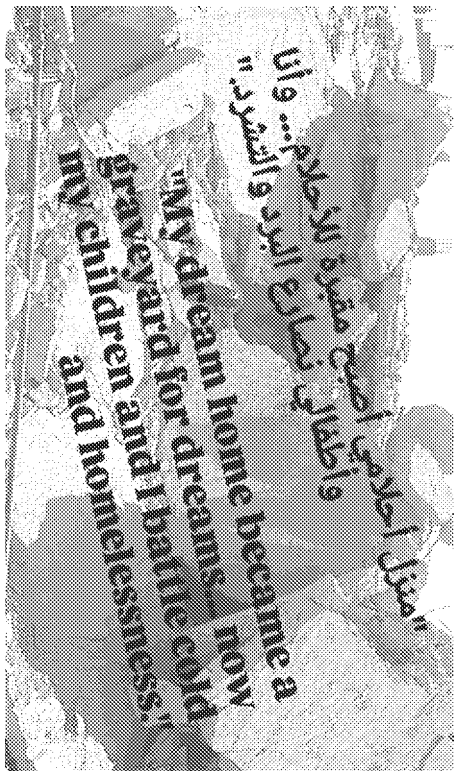 "منزل أحلامي أصبح مقبرة للأحلام... وأنا
وأطفالي نصارع البرد والتشرد."
"My dream home became a
graveyard for dreams... now
my children and I battle cold
and homelessness."